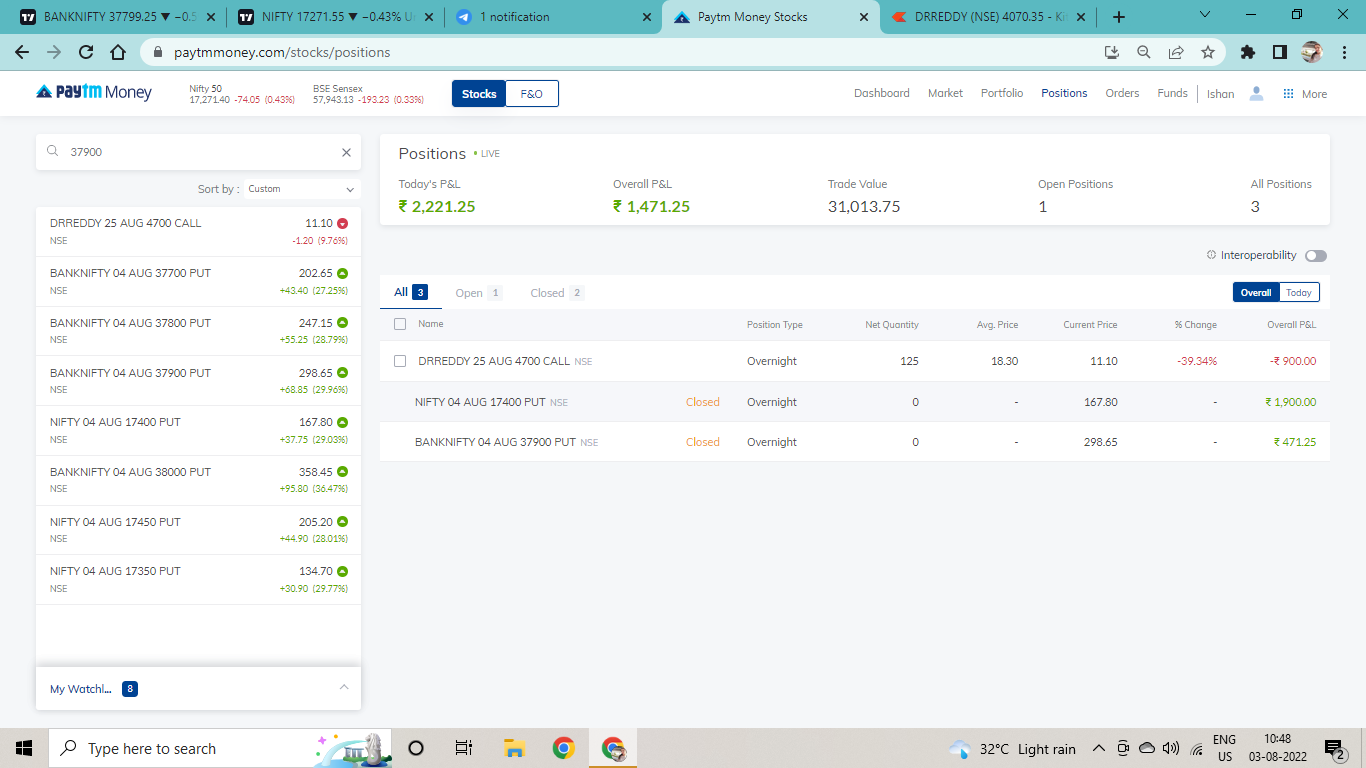 BANKNIFTY 37799.25 ▼ −0.5
NIFTY 17271.55 ▼ −0.43% U
1 notification
Paytm Money Stocks
DRREDDY (NSE) 4070.35 - Ki
paytmmoney.com/stocks/positions
paytm Money
Nifty 50
17,271.40 -74.05 (0.43%)
BSE Sensex
57,943.13 -193.23 (0.33%)
Stocks F&O
Dashboard Market Portfolio Positions Orders Funds Ishan More
37900
Sort by : Custom
DRREDDY 25 AUG 4700 CALL 11.10
NSE -1.20 (9.76%)
BANKNIFTY 04 AUG 37700 PUT 202.65
NSE +43.40 (27.25%)
BANKNIFTY 04 AUG 37800 PUT 247.15
NSE +55.25 (28.79%)
BANKNIFTY 04 AUG 37900 PUT 298.65
NSE +68.85 (29.96%)
NIFTY 04 AUG 17400 PUT 167.80
NSE +37.75 (29.03%)
BANKNIFTY 04 AUG 38000 PUT 358.45
NSE +95.80 (36.47%)
NIFTY 04 AUG 17450 PUT 205.20
NSE +44.90 (28.01%)
NIFTY 04 AUG 17350 PUT 134.70
NSE +30.90 (29.77%)
My Watchl... 8
Positions • LIVE
Today's P&L Overall P&L Trade Value Open Positions All Positions
₹ 2,221.25 ₹ 1,471.25 31,013.75 1 3
Interoperability
All 3 Open 1 Closed 2 Overall Today
Name Position Type Net Quantity Avg. Price Current Price % Change Overall P&L
DRREDDY 25 AUG 4700 CALL NSE Overnight 125 18.30 11.10 -39.34% -₹ 900.00
NIFTY 04 AUG 17400 PUT NSE Closed Overnight 0 - 167.80 - ₹ 1,900.00
BANKNIFTY 04 AUG 37900 PUT NSE Closed Overnight 0 - 298.65 - ₹ 471.25
Type here to search
32°C Light rain
ENG
US
10:48
03-08-2022
2